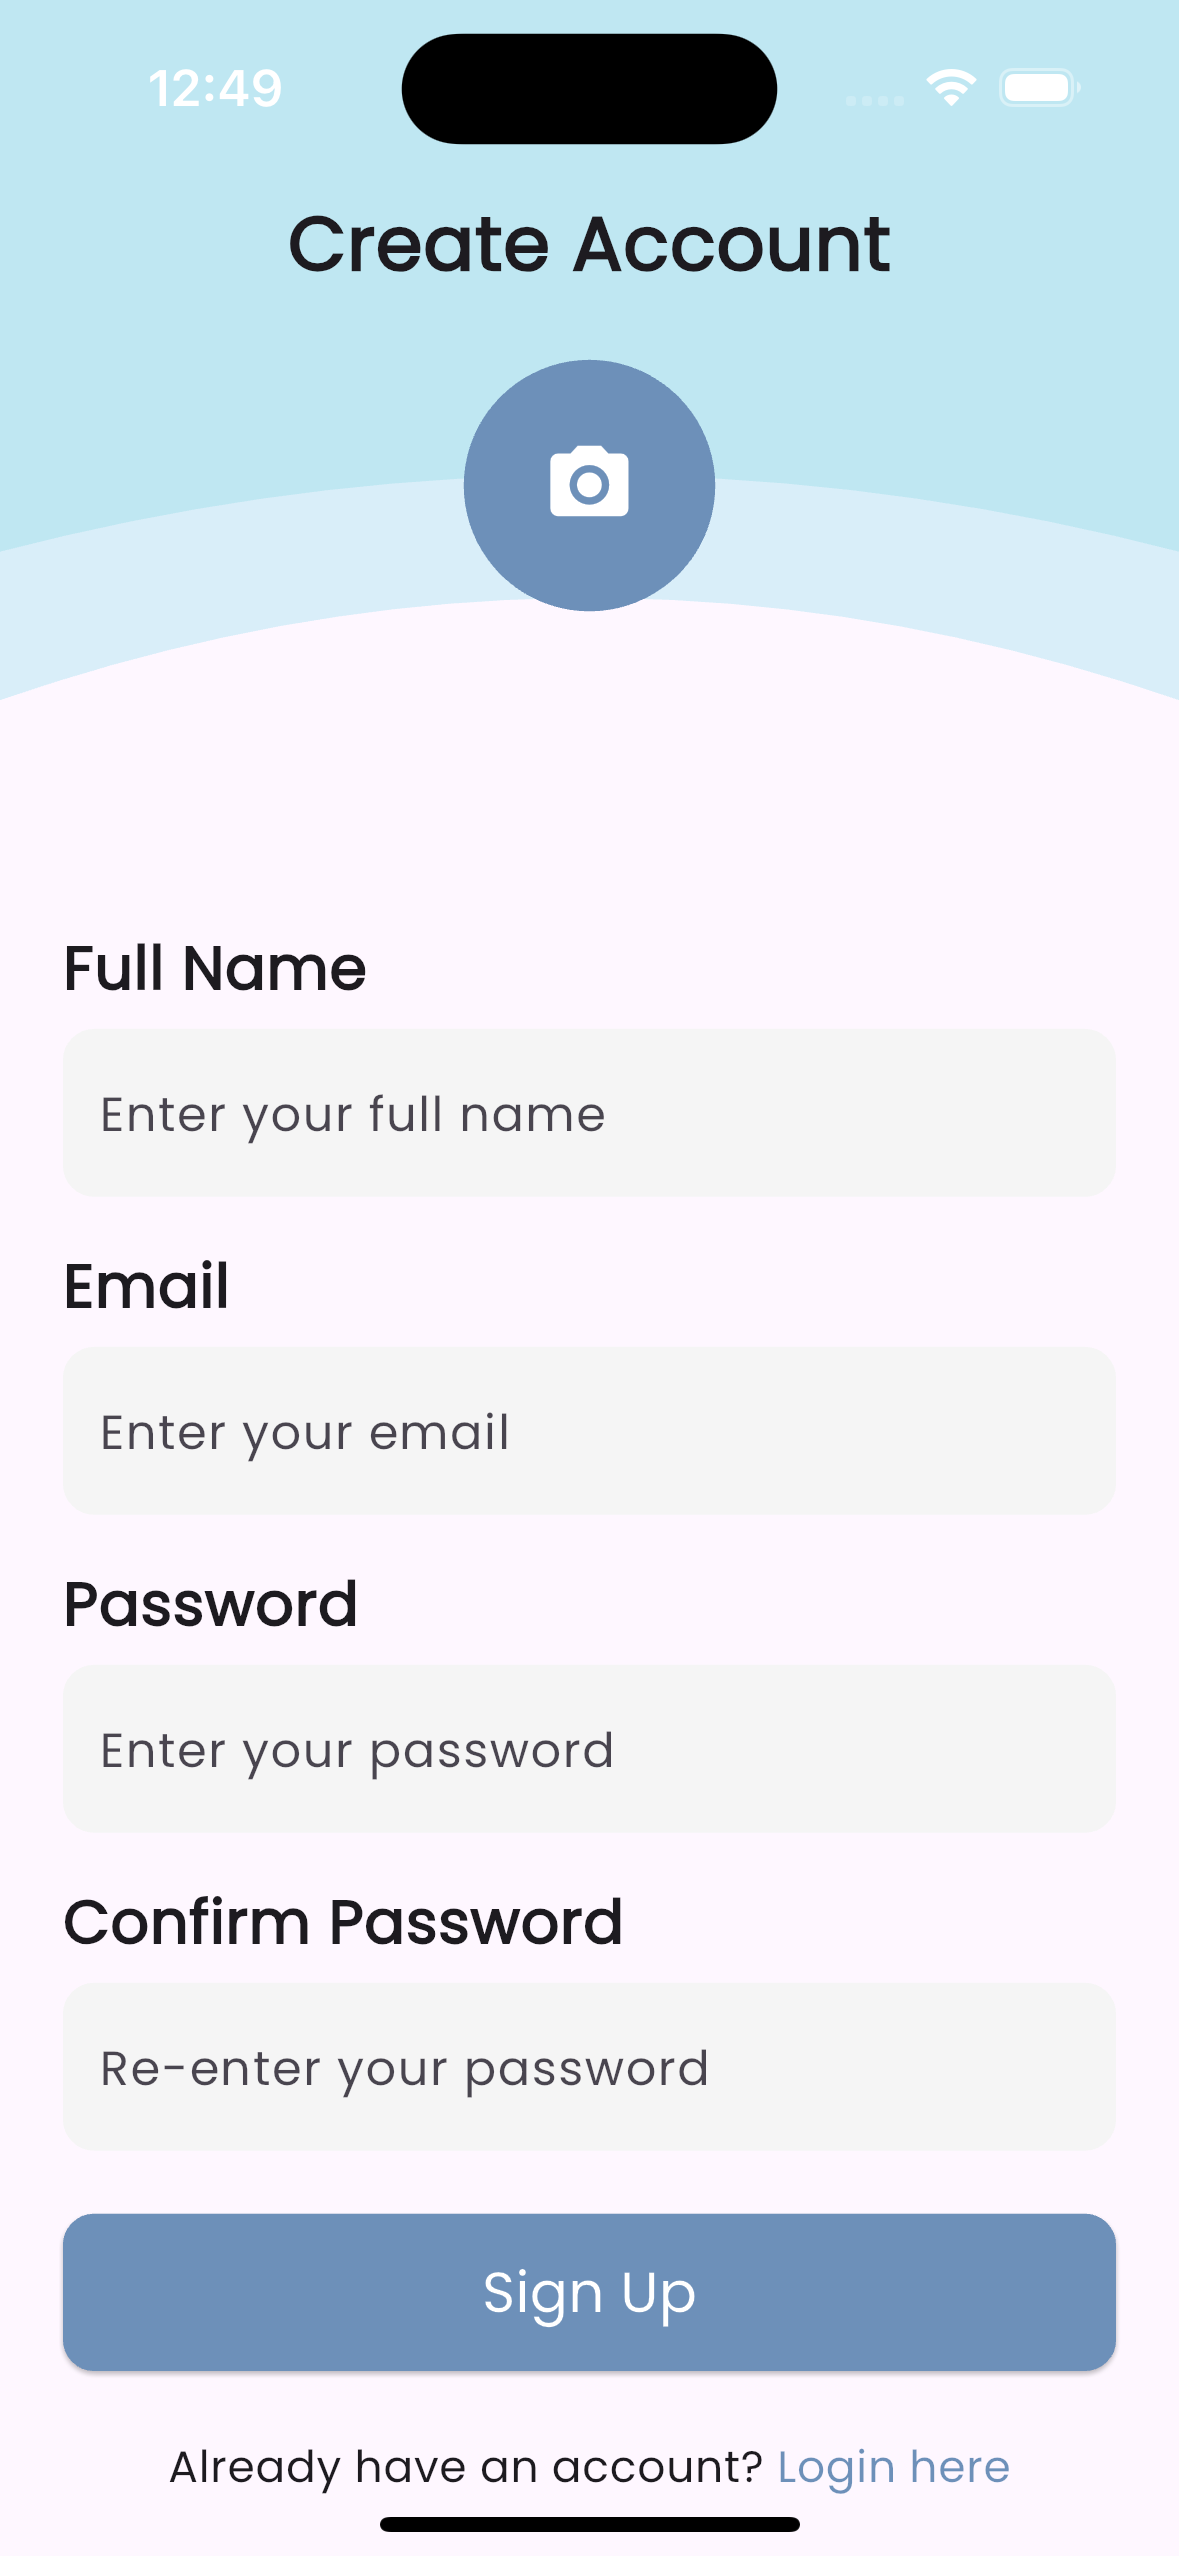 12:49
Create Account
Full Name
Enter your full name
Email
Enter your email
Password
Enter your password
Confirm Password
Re-enter your password
Sign Up
Already have an account? Login here